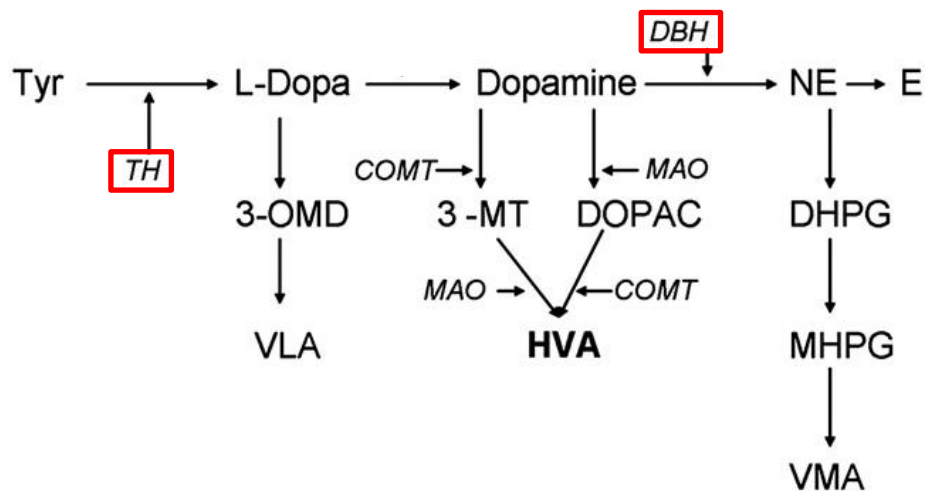 DBH
Tyr L-Dopa Dopamine NE E
TH COMT MAO
3-OMD 3 -MT DOPAC DHPG
MAO COMT
VLA HVA MHPG
VMA